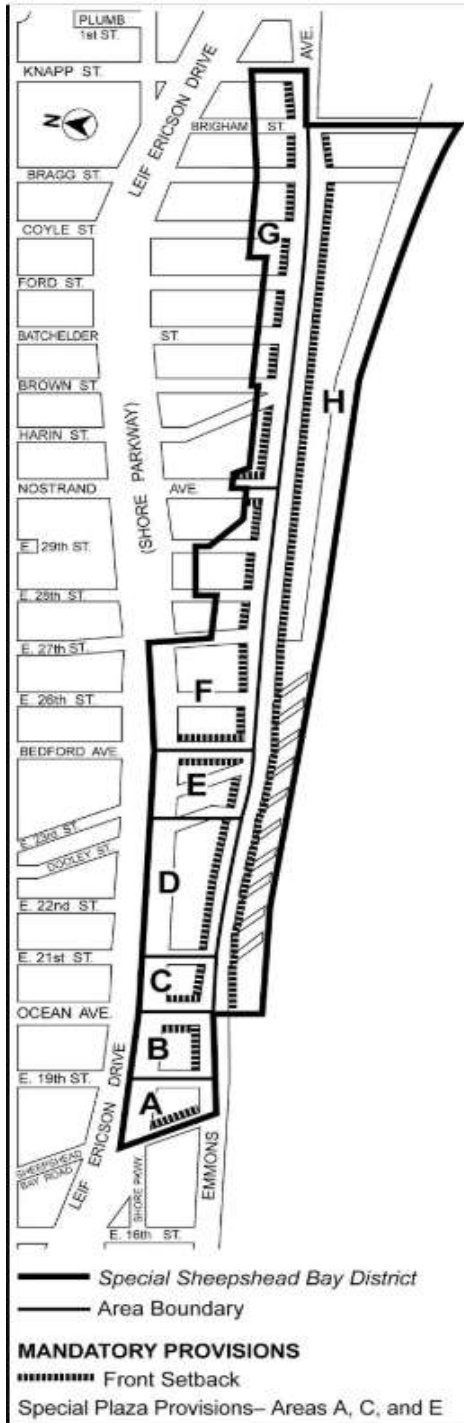 PLUMB
1st ST.
AVE.
KNAPP ST.
LEIF ERICSON DRIVE
N
BRIGHAM ST.
BRAGG ST.
COYLE ST.
G
FORD ST.
BATCHELDER ST.
BROWN ST.
H
HARIN ST.
(SHORE PARKWAY)
NOSTRAND AVE.
E. 29th ST.
E. 28th ST.
E. 27th ST.
F
E. 26th ST.
BEDFORD AVE.
E
E. 23rd ST.
DOOLEY ST.
D
E. 22nd ST.
E. 21st ST.
C
OCEAN AVE.
B
E. 19th ST.
A
LEIF ERICSON DRIVE
SHEEPSHEAD
BAY ROAD
SHORE PKWY
EMMONS
E. 16th ST.
Special Sheepshead Bay District
Area Boundary
MANDATORY PROVISIONS
Front Setback
Special Plaza Provisions– Areas A, C, and E